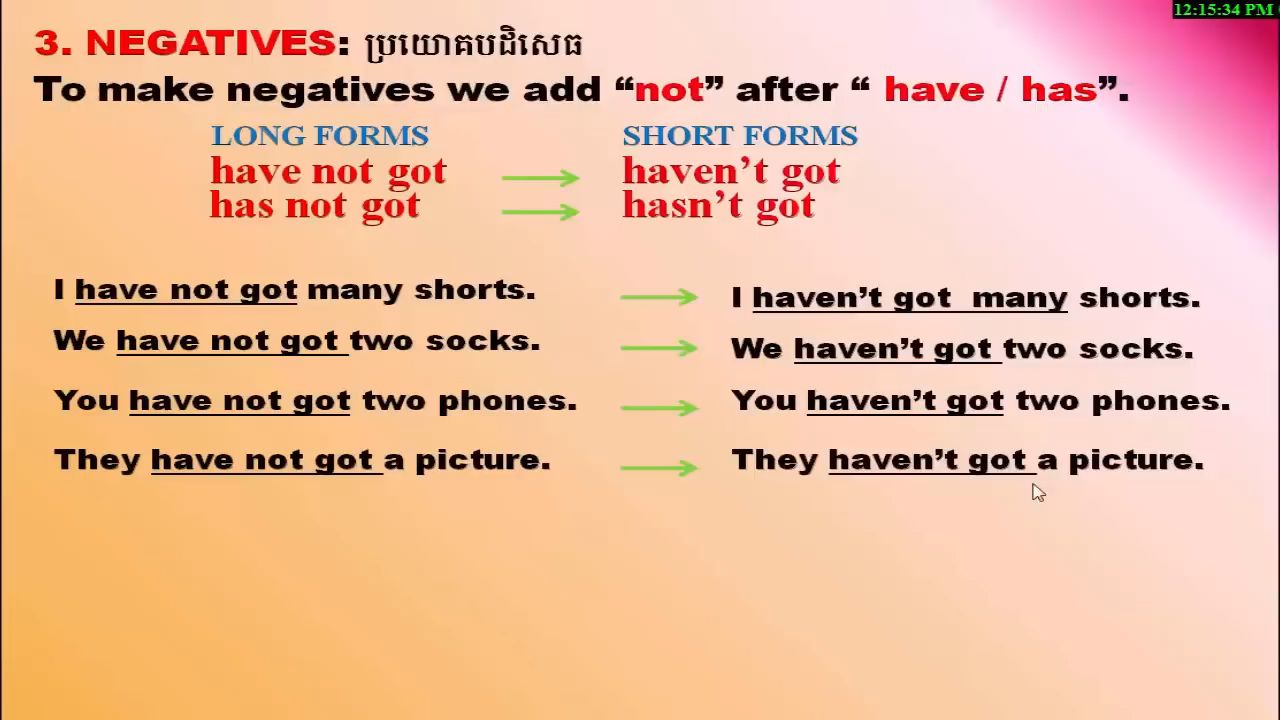 12:15:34 PM
3. NEGATIVES: ប្រយោគបដិសេធ
To make negatives we add “not” after “ have / has”.
LONG FORMS SHORT FORMS
have not got haven’t got
has not got hasn’t got
I have not got many shorts. I haven’t got many shorts.
We have not got two socks. We haven’t got two socks.
You have not got two phones. You haven’t got two phones.
They have not got a picture. They haven’t got a picture.